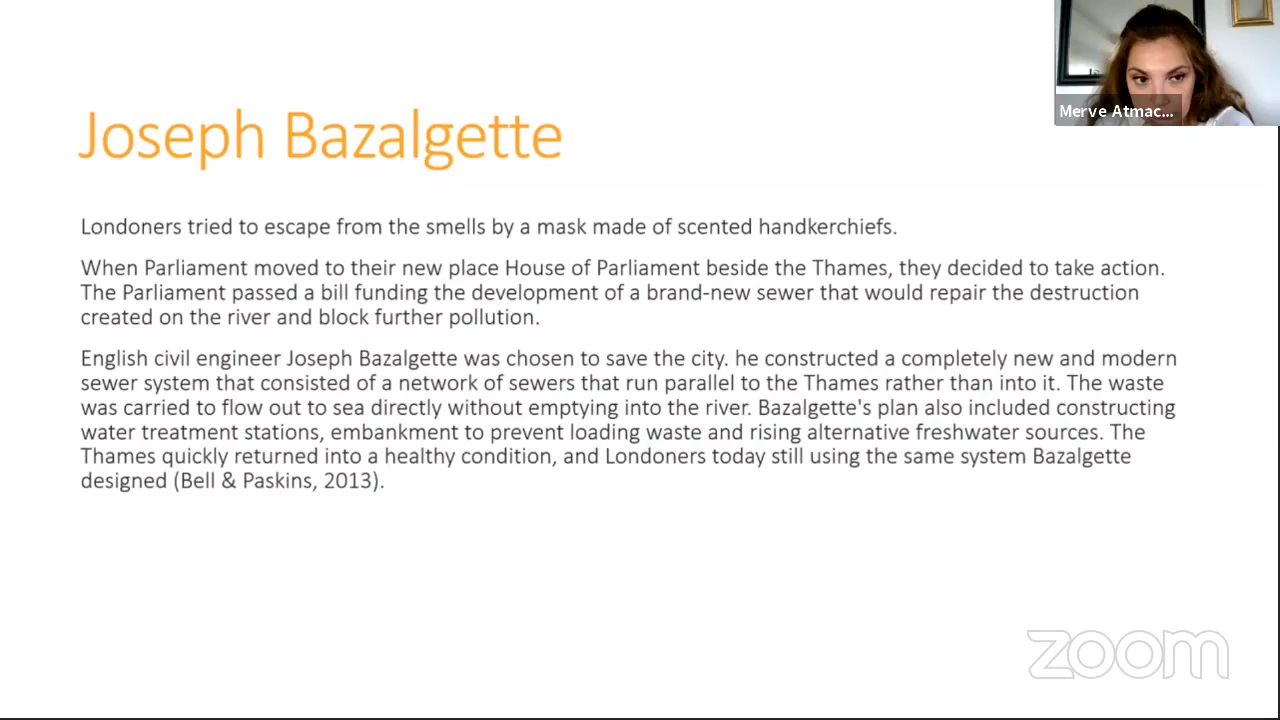 Merve Atmac...
Joseph Bazalgette
Londoners tried to escape from the smells by a mask made of scented handkerchiefs.
When Parliament moved to their new place House of Parliament beside the Thames, they decided to take action.
The Parliament passed a bill funding the development of a brand-new sewer that would repair the destruction
created on the river and block further pollution.
English civil engineer Joseph Bazalgette was chosen to save the city. he constructed a completely new and modern
sewer system that consisted of a network of sewers that run parallel to the Thames rather than into it. The waste
was carried to flow out to sea directly without emptying into the river. Bazalgette's plan also included constructing
water treatment stations, embankment to prevent loading waste and rising alternative freshwater sources. The
Thames quickly returned into a healthy condition, and Londoners today still using the same system Bazalgette
designed (Bell & Paskins, 2013).
zoom